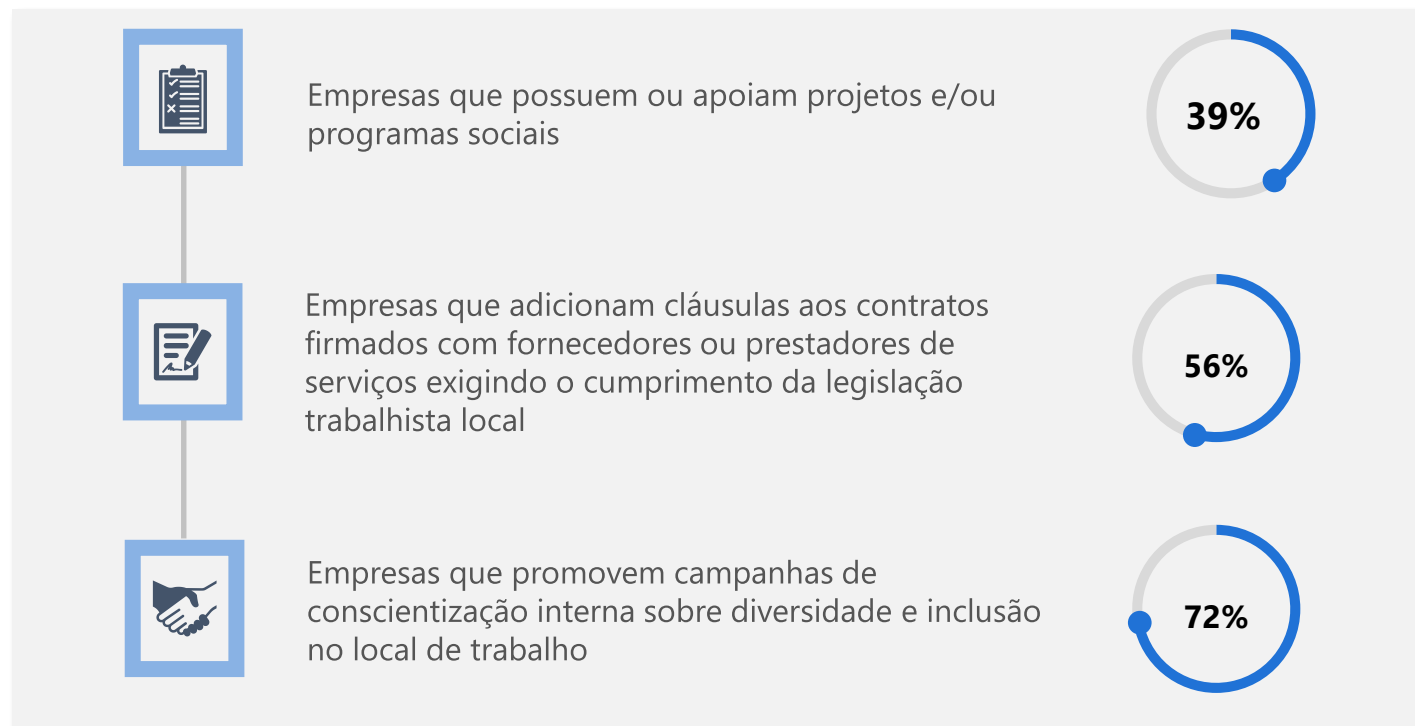 Empresas que possuem ou apoiam projetos e/ou
programas sociais
39%
Empresas que adicionam cláusulas aos contratos
firmados com fornecedores ou prestadores de
serviços exigindo o cumprimento da legislação
trabalhista local
56%
Empresas que promovem campanhas de
conscientização interna sobre diversidade e inclusão
no local de trabalho
72%